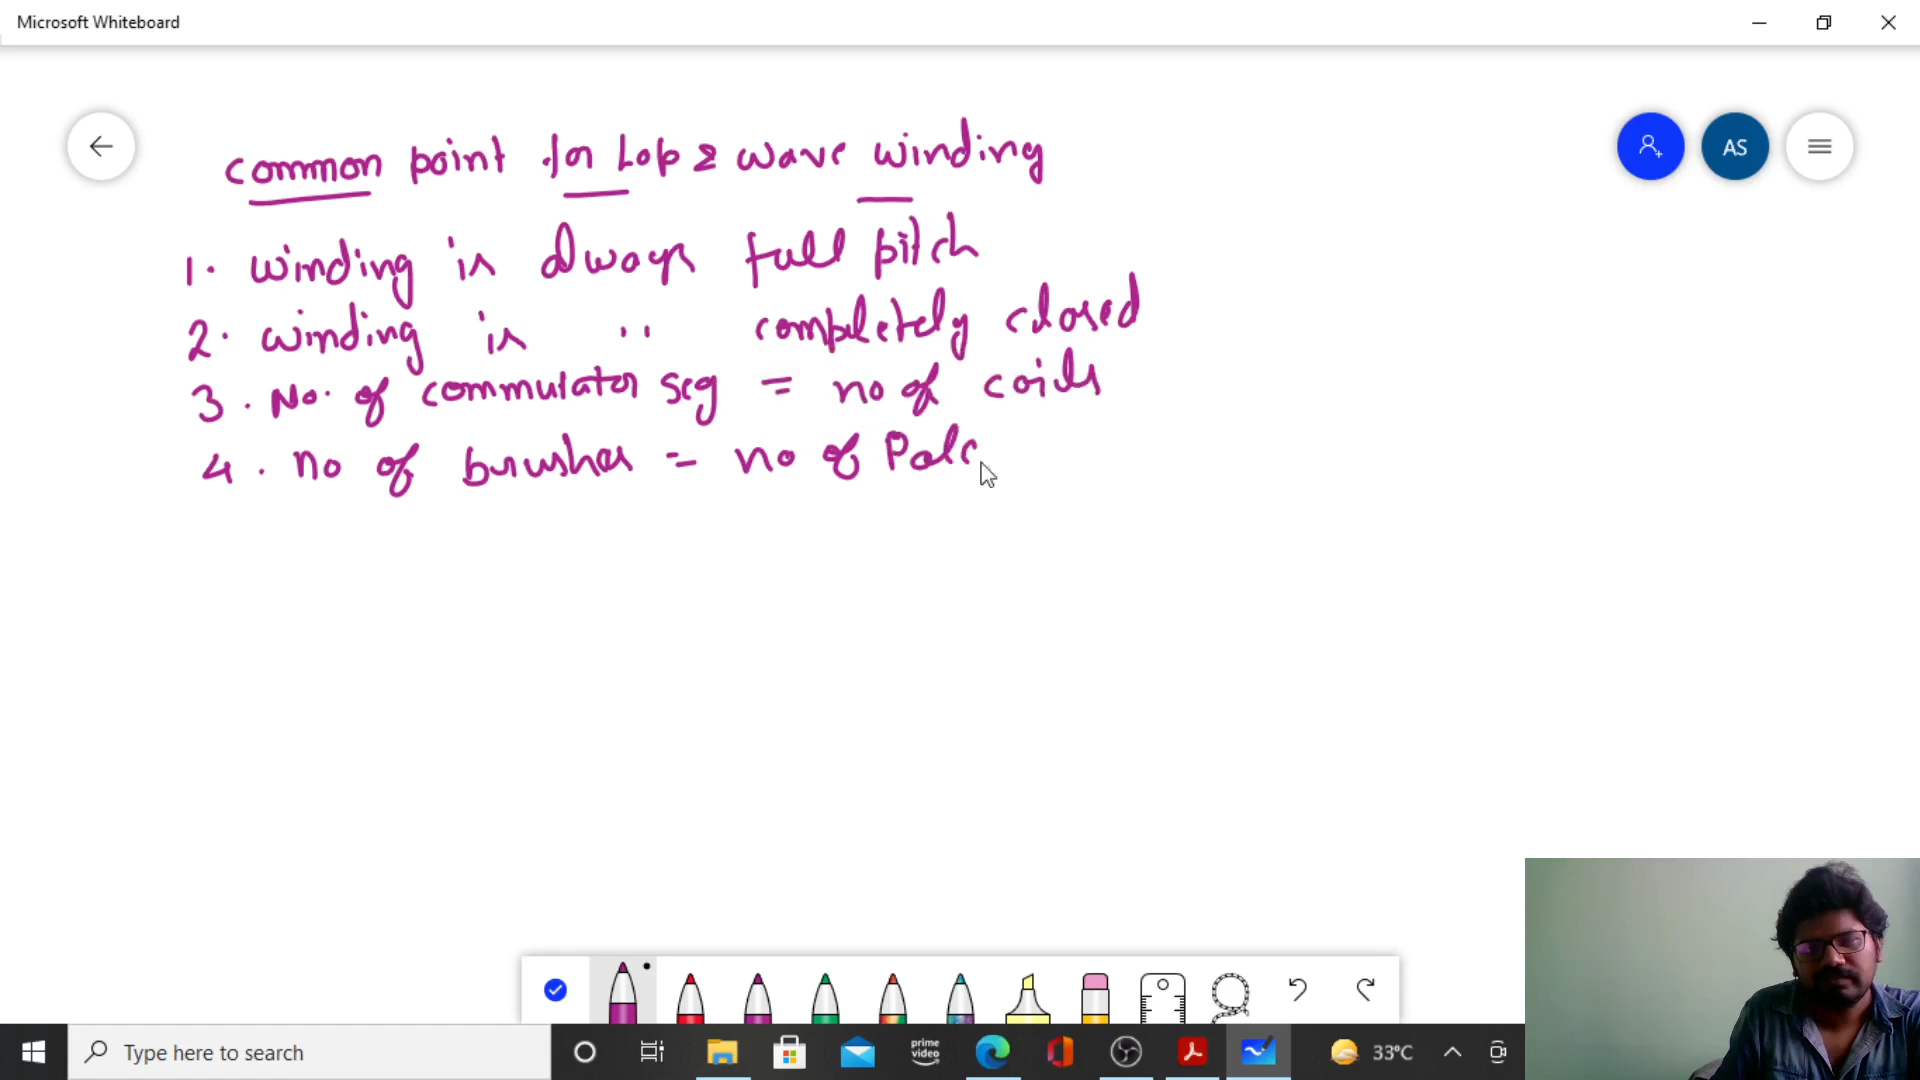 Microsoft Whiteboard
AS
common point for Lap & wave winding
1. winding is always full pitch
2. winding is " completely closed
3. No. of commutator seg = no of coils
4. no of brushes = no of Pole
Type here to search
prime video
33°C